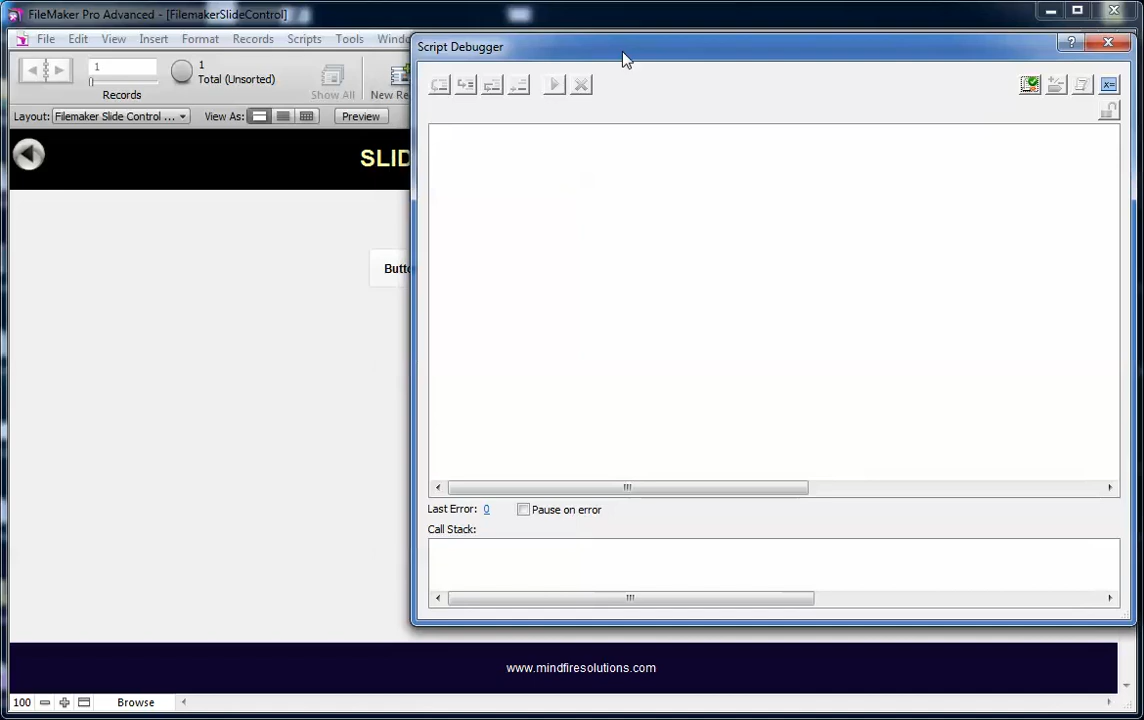 FileMaker Pro Advanced - [FilemakerSlideControl]
File Edit View Insert Format Records Scripts Tools
Script Debugger
1
1
Total (Unsorted)
Records
Show All
Layout: Filemaker Slide Control ... View As: Preview
SLID
Butto
Last Error: 0 Pause on error
Call Stack:
www.mindfiresolutions.com
100 Browse